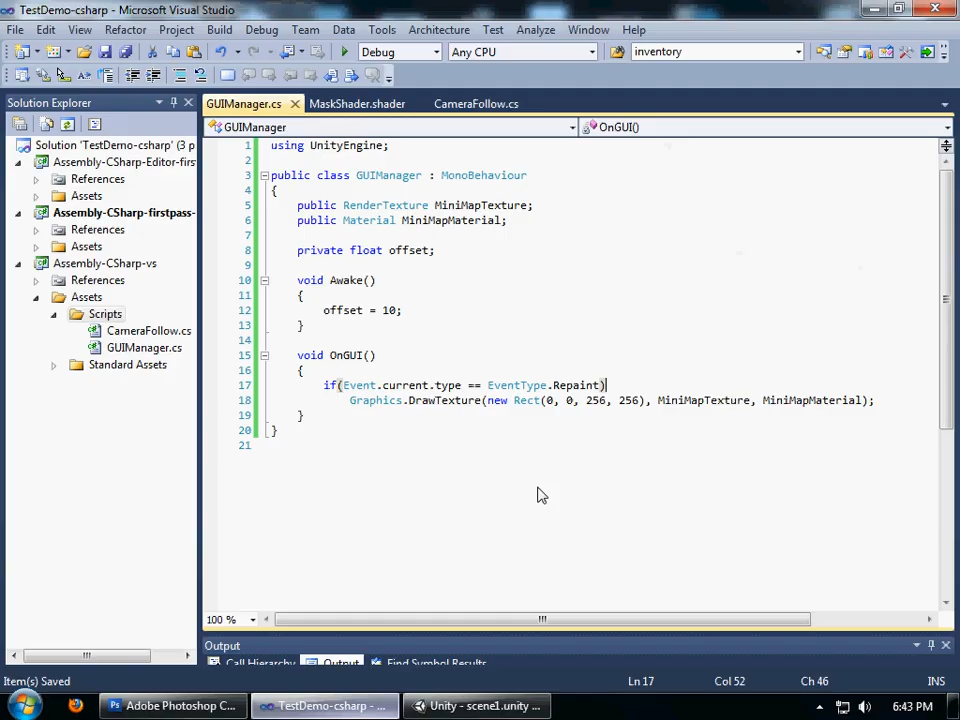 TestDemo-csharp - Microsoft Visual Studio
File Edit View Refactor Project Build Debug Team Data Tools Architecture Test Analyze Window Help
Debug Any CPU inventory
Solution Explorer
Solution 'TestDemo-csharp' (3 p
Assembly-CSharp-Editor-firs
References
Assets
Assembly-CSharp-firstpass-
References
Assets
Assembly-CSharp-vs
References
Assets
Scripts
CameraFollow.cs
GUIManager.cs
Standard Assets
GUIManager.cs MaskShader.shader CameraFollow.cs
GUIManager OnGUI()
1 using UnityEngine;
2
3 public class GUIManager : MonoBehaviour
4 {
5 public RenderTexture MiniMapTexture;
6 public Material MiniMapMaterial;
7
8 private float offset;
9
10 void Awake()
11 {
12 offset = 10;
13 }
14
15 void OnGUI()
16 {
17 if(Event.current.type == EventType.Repaint)
18 Graphics.DrawTexture(new Rect(0, 0, 256, 256), MiniMapTexture, MiniMapMaterial);
19 }
20 }
21
100 %
Output
Call Hierarchy Output Find Symbol Results
Item(s) Saved Ln 17 Col 52 Ch 46 INS
Adobe Photoshop C... TestDemo-csharp - ... Unity - scene1.unity ... 6:43 PM